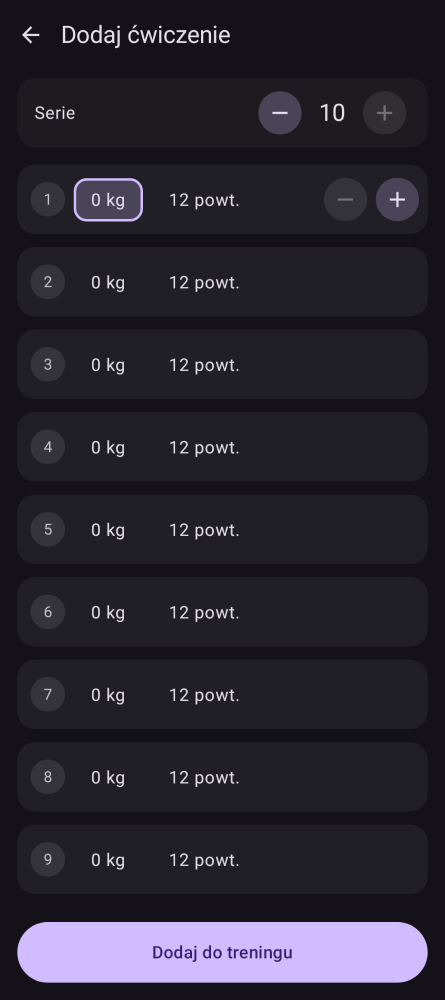 Dodaj ćwiczenie
Serie 10
1 0 kg 12 powt.
2 0 kg 12 powt.
3 0 kg 12 powt.
4 0 kg 12 powt.
5 0 kg 12 powt.
6 0 kg 12 powt.
7 0 kg 12 powt.
8 0 kg 12 powt.
9 0 kg 12 powt.
Dodaj do treningu